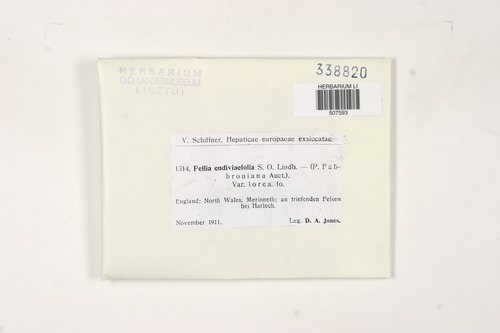 HERBARIUM
O.Ö. LANDESMUSEUM
LINZ (LI)
338820
HERBARIUM LI
507593
V. Schiffner, Hepaticae europaeae exsiccatae.
1314. Pellia endiviaefolia S. O. Lindb. — (P. Fab-
broniana Auct.).
Var. lorea. fo.
England: North Wales, Merioneth; an triefenden Felsen
bei Harlech.
November 1911.
Leg. D. A. Jones.